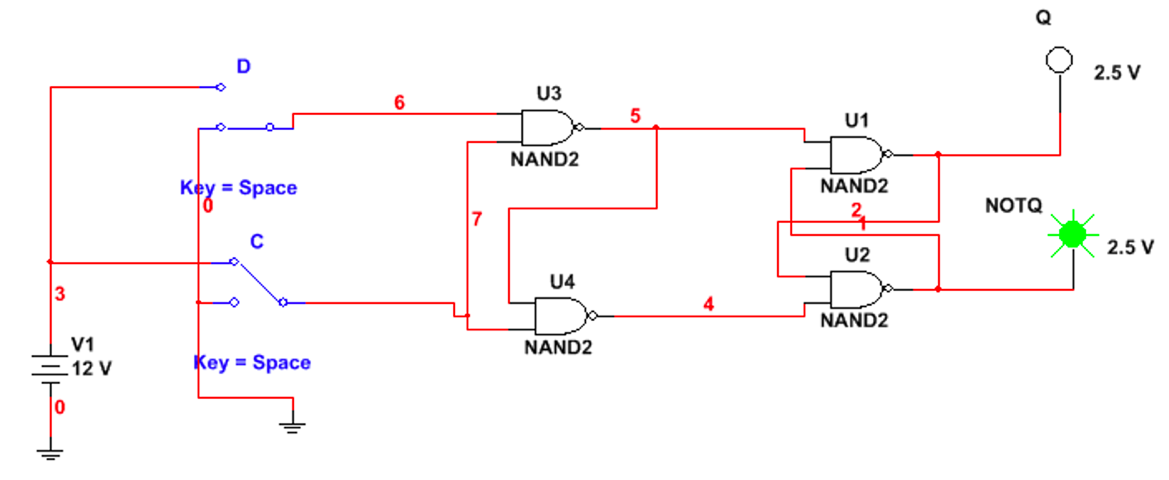 Q
2.5 V
D
6
U3
NAND2
5
U1
NAND2
Key = Space
0
7
2
1
NOTQ
2.5 V
C
3
U4
NAND2
4
U2
NAND2
V1
12 V
Key = Space
0